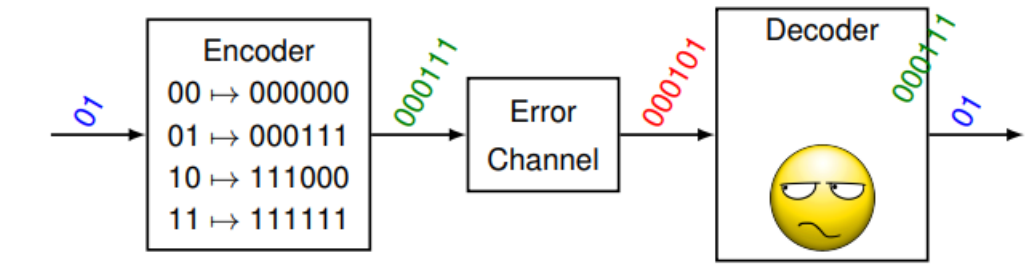 01
Encoder
00 ↦ 000000
01 ↦ 000111
10 ↦ 111000
11 ↦ 111111
000111
Error
Channel
000101
Decoder
000111
01